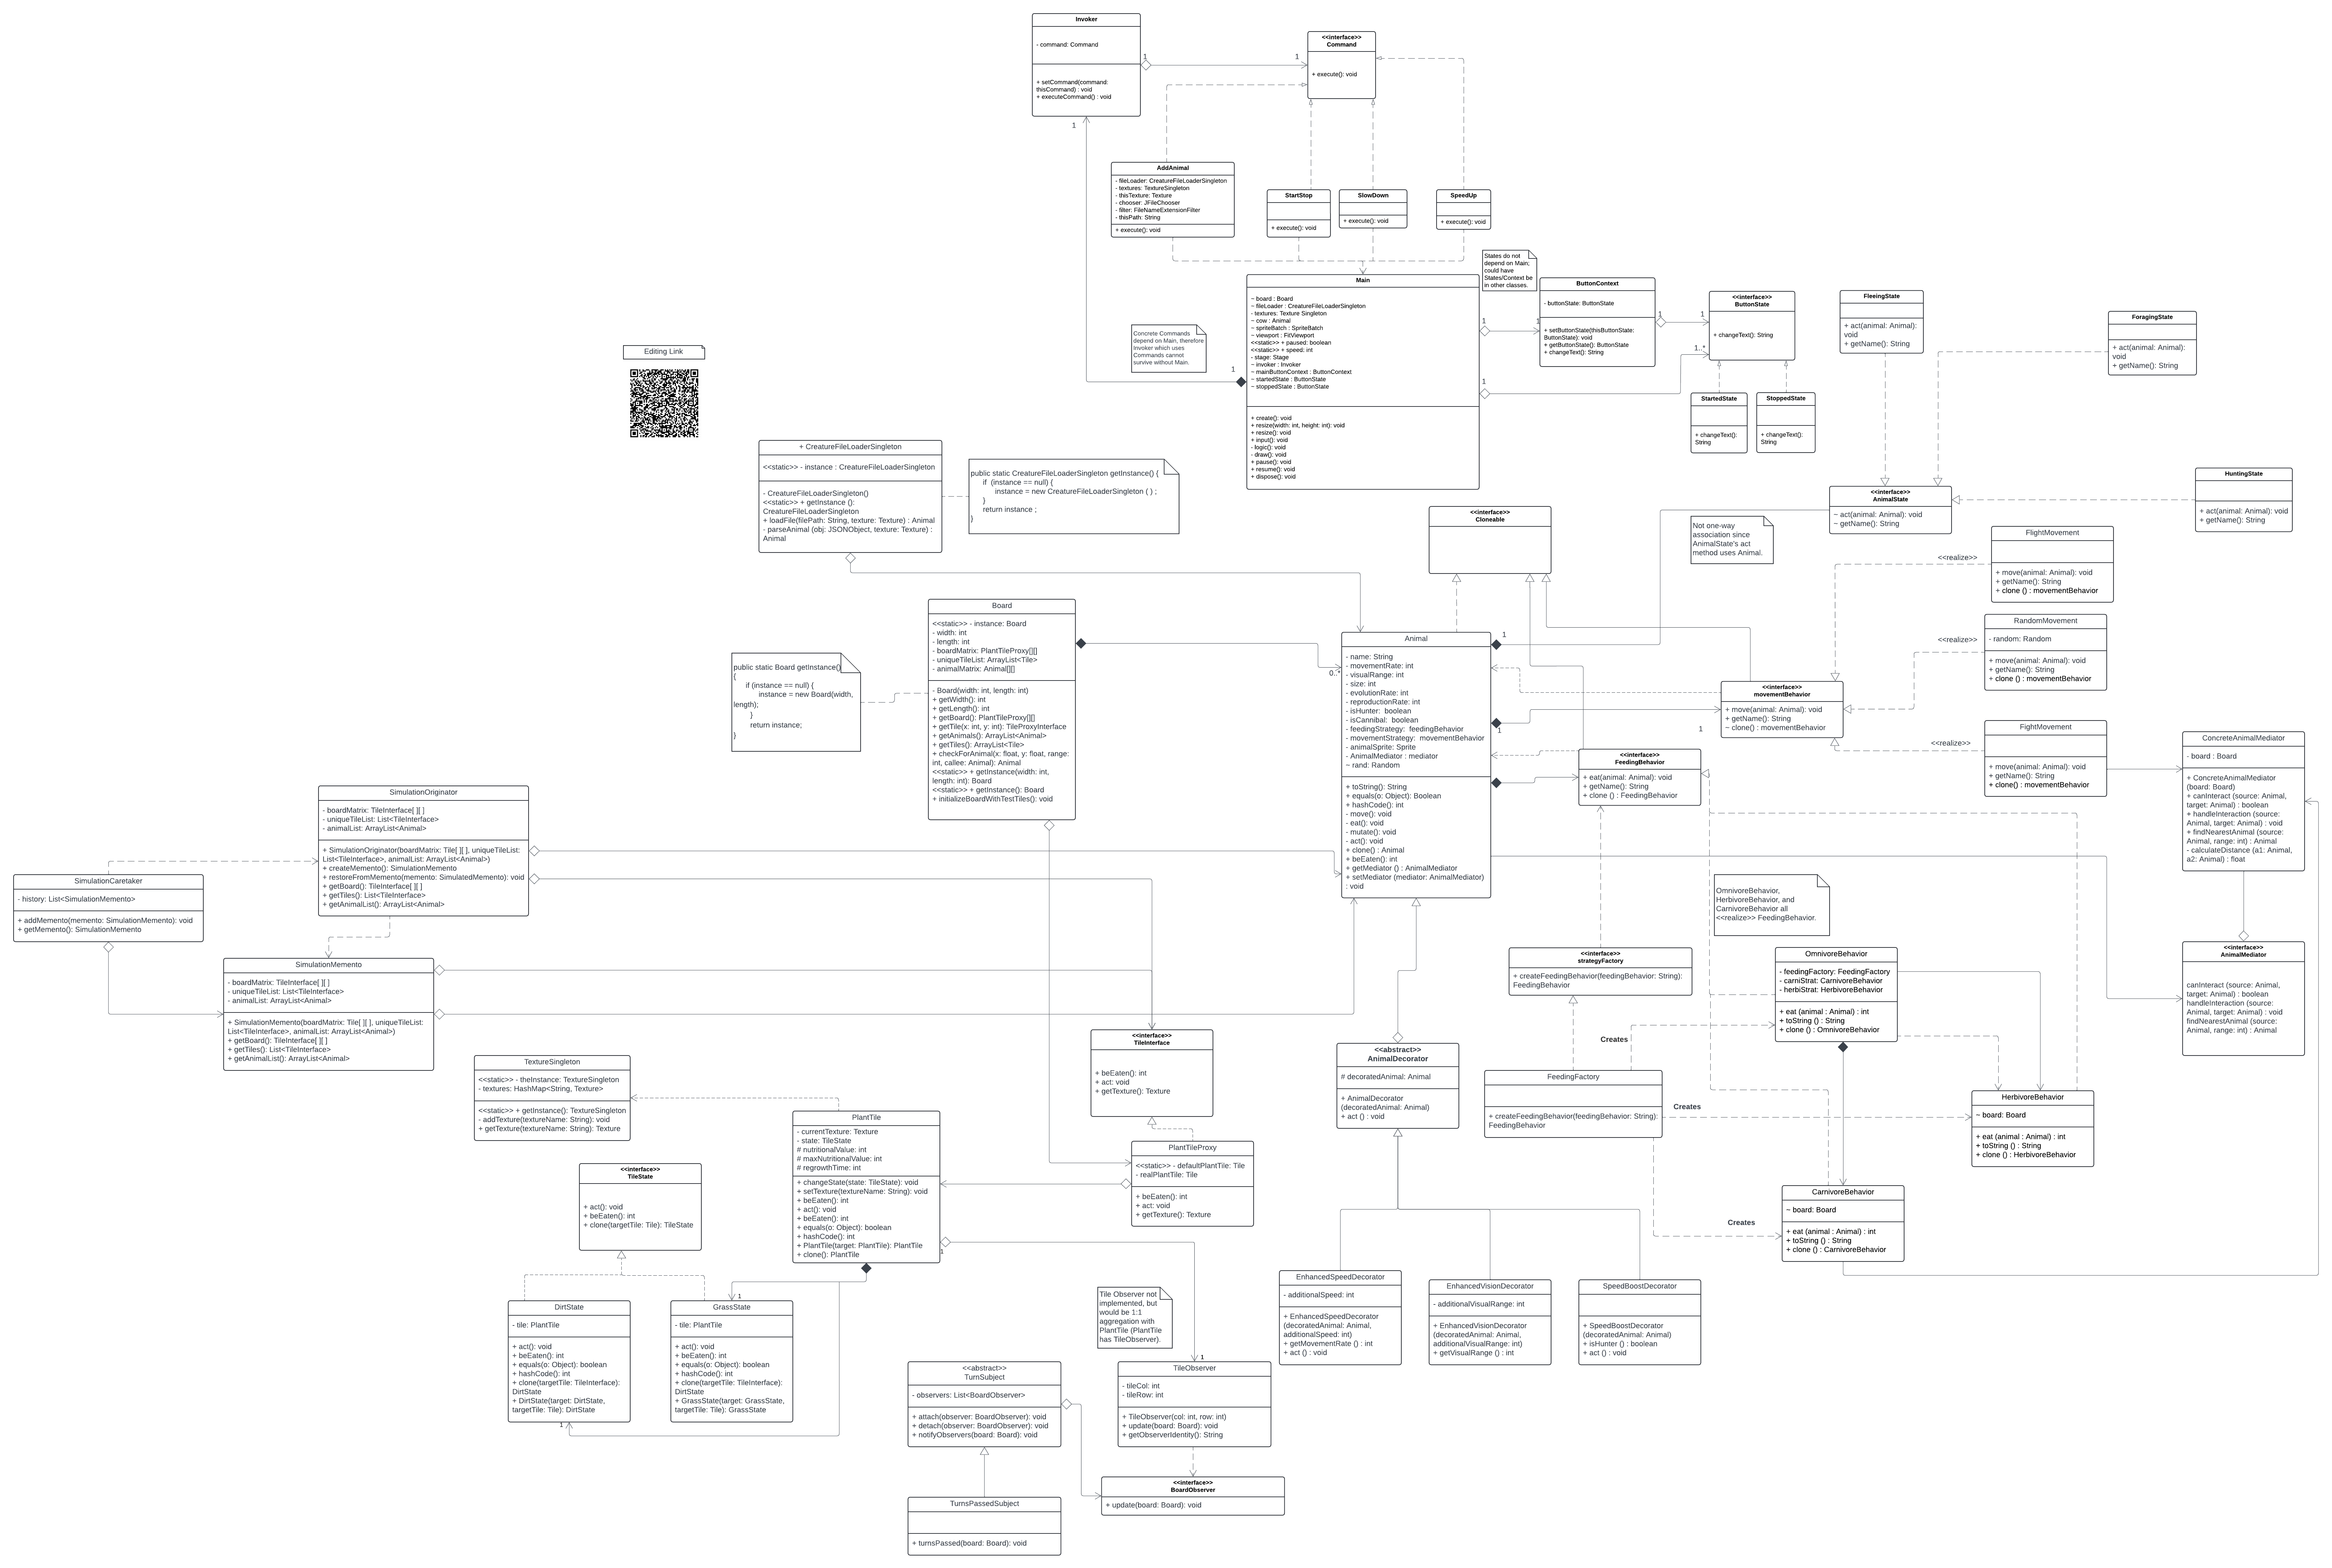 Invoker
- command: Command
+ setCommand(command:
thisCommand) : void
+ executeCommand() : void
1
1
1
<<interface>>
Command
+ execute(): void
AddAnimal
- fileLoader: CreatureFileLoaderSingleton
- textures: TextureSingleton
- thisTexture: Texture
- chooser: JFileChooser
- filter: FileNameExtensionFilter
- thisPath: String
+ execute(): void
StartStop
+ execute(): void
SlowDown
+ execute(): void
SpeedUp
+ execute(): void
States do not
depend on Main;
could have
States/Context be
in other classes.
Main
~ board : Board
~ fileLoader : CreatureFileLoaderSingleton
- textures: Texture Singleton
~ cow : Animal
~ spriteBatch : SpriteBatch
~ viewport : FitViewport
<<static>> + paused: boolean
<<static>> + speed: int
- stage: Stage
~ invoker : Invoker
~ mainButtonContext : ButtonContext
~ startedState : ButtonState
~ stoppedState : ButtonState
+ create(): void
+ resize(width: int, height: int): void
+ resize(): void
+ input(): void
- logic(): void
- draw(): void
+ pause(): void
+ resume(): void
+ dispose(): void
1
1
1
1
ButtonContext
- buttonState: ButtonState
+ setButtonState(thisButtonState:
ButtonState): void
+ getButtonState(): ButtonState
+ changeText(): String
1
1
1..*
<<interface>>
ButtonState
+ changeText(): String
StartedState
+ changeText():
String
StoppedState
+ changeText():
String
FleeingState
+ act(animal: Animal):
void
+ getName(): String
ForagingState
+ act(animal: Animal):
void
+ getName(): String
HuntingState
+ act(animal: Animal): void
+ getName(): String
<<interface>>
AnimalState
~ act(animal: Animal): void
~ getName(): String
Concrete Commands
depend on Main, therefore
Invoker which uses
Commands cannot
survive without Main.
Editing Link
+ CreatureFileLoaderSingleton
<<static>> - instance : CreatureFileLoaderSingleton
- CreatureFileLoaderSingleton()
<<static>> + getInstance ():
CreatureFileLoaderSingleton
+ loadFile(filePath: String, texture: Texture) : Animal
- parseAnimal (obj: JSONObject, texture: Texture) :
Animal
public static CreatureFileLoaderSingleton getInstance() {
if (instance == null) {
instance = new CreatureFileLoaderSingleton ( ) ;
}
return instance ;
}
<<interface>>
Cloneable
Not one-way
association since
AnimalState's act
method uses Animal.
FlightMovement
+ move(animal: Animal): void
+ getName(): String
+ clone () : movementBehavior
<<realize>>
RandomMovement
- random: Random
+ move(animal: Animal): void
+ getName(): String
+ clone () : movementBehavior
<<realize>>
FightMovement
+ move(animal: Animal): void
+ getName(): String
+ clone() : movementBehavior
<<realize>>
<<interface>>
movementBehavior
+ move(animal: Animal): void
+ getName(): String
~ clone() : movementBehavior
1
Board
<<static>> - instance: Board
- width: int
- length: int
- boardMatrix: PlantTileProxy[][]
- uniqueTileList: ArrayList<Tile>
- animalMatrix: Animal[][]
- Board(width: int, length: int)
+ getWidth(): int
+ getLength(): int
+ getBoard(): PlantTileProxy[][]
+ getTile(x: int, y: int): TileProxyInterface
+ getAnimals(): ArrayList<Animal>
+ getTiles(): ArrayList<Tile>
+ checkForAnimal(x: float, y: float, range:
int, callee: Animal): Animal
<<static>> + getInstance(width: int,
length: int): Board
<<static>> + getInstance(): Board
+ initializeBoardWithTestTiles(): void
public static Board getInstance()
{
if (instance == null) {
instance = new Board(width,
length);
}
return instance;
}
0..*
Animal
- name: String
- movementRate: int
- visualRange: int
- size: int
- evolutionRate: int
- reproductionRate: int
- isHunter: boolean
- isCannibal: boolean
- feedingStrategy: feedingBehavior
- movementStrategy: movementBehavior
- animalSprite: Sprite
- AnimalMediator : mediator
~ rand: Random
+ toString(): String
+ equals(o: Object): Boolean
+ hashCode(): int
- move(): void
- eat(): void
- mutate(): void
- act(): void
+ clone() : Animal
+ beEaten(): int
+ getMediator () : AnimalMediator
+ setMediator (mediator: AnimalMediator)
: void
1
1
<<interface>>
FeedingBehavior
+ eat(animal: Animal): void
+ getName(): String
+ clone () : FeedingBehavior
ConcreteAnimalMediator
- board : Board
+ ConcreteAnimalMediator
(board: Board)
+ canInteract (source: Animal,
target: Animal) : boolean
+ handleInteraction (source:
Animal, target: Animal) : void
+ findNearestAnimal (source:
Animal, range: int) : Animal
- calculateDistance (a1: Animal,
a2: Animal) : float
SimulationOriginator
- boardMatrix: TileInterface[ ][ ]
- uniqueTileList: List<TileInterface>
- animalList: ArrayList<Animal>
+ SimulationOriginator(boardMatrix: Tile[ ][ ], uniqueTileList:
List<TileInterface>, animalList: ArrayList<Animal>)
+ createMemento(): SimulationMemento
+ restoreFromMemento(memento: SimulatedMemento): void
+ getBoard(): TileInterface[ ][ ]
+ getTiles(): List<TileInterface>
+ getAnimalList(): ArrayList<Animal>
SimulationCaretaker
- history: List<SimulationMemento>
+ addMemento(memento: SimulationMemento): void
+ getMemento(): SimulationMemento
SimulationMemento
- boardMatrix: TileInterface[ ][ ]
- uniqueTileList: List<TileInterface>
- animalList: ArrayList<Animal>
+ SimulationMemento(boardMatrix: Tile[ ][ ], uniqueTileList:
List<TileInterface>, animalList: ArrayList<Animal>)
+ getBoard(): TileInterface[ ][ ]
+ getTiles(): List<TileInterface>
+ getAnimalList(): ArrayList<Animal>
OmnivoreBehavior,
HerbivoreBehavior, and
CarnivoreBehavior all
<<realize>> FeedingBehavior.
<<interface>>
strategyFactory
+ createFeedingBehavior(feedingBehavior: String):
FeedingBehavior
OmnivoreBehavior
- feedingFactory: FeedingFactory
- carniStrat: CarnivoreBehavior
- herbiStrat: HerbivoreBehavior
+ eat (animal : Animal) : int
+ toString () : String
+ clone () : OmnivoreBehavior
<<interface>>
AnimalMediator
canInteract (source: Animal,
target: Animal) : boolean
handleInteraction (source:
Animal, target: Animal) : void
findNearestAnimal (source:
Animal, range: int) : Animal
<<interface>>
TileInterface
+ beEaten(): int
+ act: void
+ getTexture(): Texture
<<abstract>>
AnimalDecorator
# decoratedAnimal: Animal
+ AnimalDecorator
(decoratedAnimal: Animal)
+ act () : void
Creates
FeedingFactory
+ createFeedingBehavior(feedingBehavior: String):
FeedingBehavior
Creates
HerbivoreBehavior
~ board: Board
+ eat (animal : Animal) : int
+ toString () : String
+ clone () : HerbivoreBehavior
TextureSingleton
<<static>> - theInstance: TextureSingleton
- textures: HashMap<String, Texture>
<<static>> + getInstance(): TextureSingleton
- addTexture(textureName: String): void
+ getTexture(textureName: String): Texture
PlantTile
- currentTexture: Texture
- state: TileState
# nutritionalValue: int
# maxNutritionalValue: int
# regrowthTime: int
+ changeState(state: TileState): void
+ setTexture(textureName: String): void
+ beEaten(): int
+ act(): void
+ beEaten(): int
+ equals(o: Object): boolean
+ hashCode(): int
+ PlantTile(target: PlantTile): PlantTile
+ clone(): PlantTile
1
PlantTileProxy
<<static>> - defaultPlantTile: Tile
- realPlantTile: Tile
+ beEaten(): int
+ act: void
+ getTexture(): Texture
<<interface>>
TileState
+ act(): void
+ beEaten(): int
+ clone(targetTile: Tile): TileState
Creates
CarnivoreBehavior
~ board: Board
+ eat (animal : Animal) : int
+ toString () : String
+ clone () : CarnivoreBehavior
DirtState
- tile: PlantTile
+ act(): void
+ beEaten(): int
+ equals(o: Object): boolean
+ hashCode(): int
+ clone(targetTile: TileInterface):
DirtState
+ DirtState(target: DirtState,
targetTile: Tile): DirtState
1
1
GrassState
- tile: PlantTile
+ act(): void
+ beEaten(): int
+ equals(o: Object): boolean
+ hashCode(): int
+ clone(targetTile: TileInterface):
DirtState
+ GrassState(target: GrassState,
targetTile: Tile): GrassState
Tile Observer not
implemented, but
would be 1:1
aggregation with
PlantTile (PlantTile
has TileObserver).
EnhancedSpeedDecorator
- additionalSpeed: int
+ EnhancedSpeedDecorator
(decoratedAnimal: Animal,
additionalSpeed: int)
+ getMovementRate () : int
+ act () : void
EnhancedVisionDecorator
- additionalVisualRange: int
+ EnhancedVisionDecorator
(decoratedAnimal: Animal,
additionalVisualRange: int)
+ getVisualRange () : int
SpeedBoostDecorator
+ SpeedBoostDecorator
(decoratedAnimal: Animal)
+ isHunter () : boolean
+ act () : void
<<abstract>>
TurnSubject
- observers: List<BoardObserver>
+ attach(observer: BoardObserver): void
+ detach(observer: BoardObserver): void
+ notifyObservers(board: Board): void
1
TileObserver
- tileCol: int
- tileRow: int
+ TileObserver(col: int, row: int)
+ update(board: Board): void
+ getObserverIdentity(): String
<<interface>>
BoardObserver
+ update(board: Board): void
TurnsPassedSubject
+ turnsPassed(board: Board): void